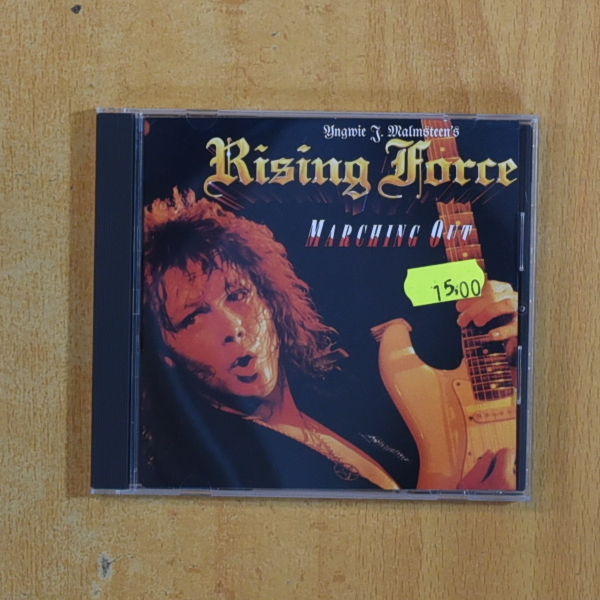 Yngwie J. Malmsteen's
Rising Force
MARCHING OUT
15,00